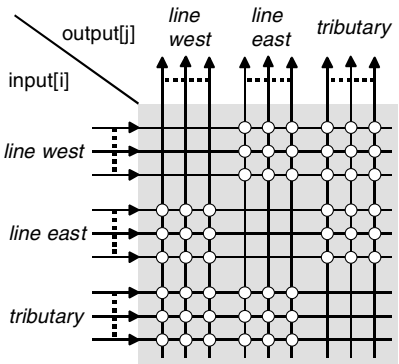 output[j]
line west
line east
tributary
input[i]
line west
line east
tributary